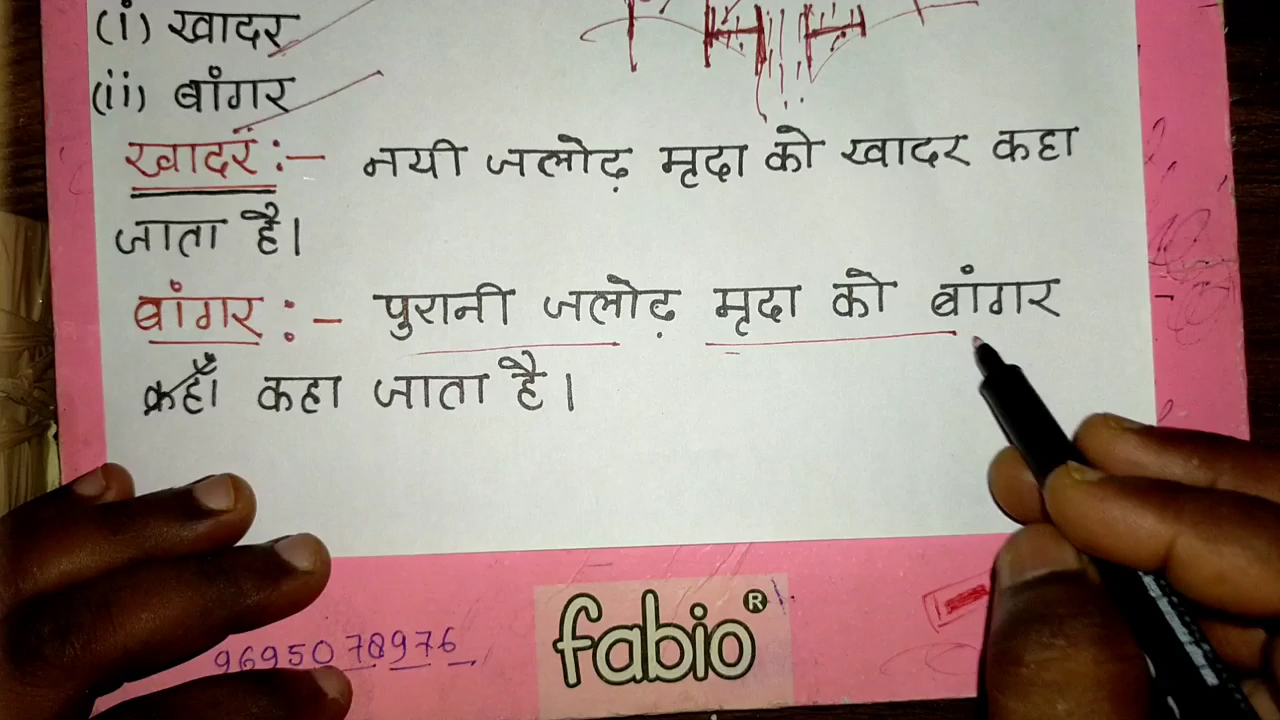 (i) खादर
(ii) बांगर
खादर :- नयी जलोढ़ मृदा को खादर कहा
जाता है।
बांगर :- पुरानी जलोढ़ मृदा को बांगर
कहा जाता है।
9695078976
fabio®